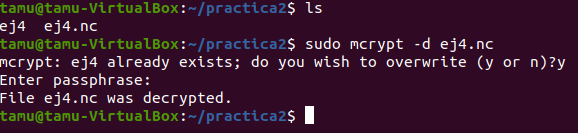 tamu@tamu-VirtualBox:~/practica2$ ls
ej4  ej4.nc
tamu@tamu-VirtualBox:~/practica2$ sudo mcrypt -d ej4.nc
mcrypt: ej4 already exists; do you wish to overwrite (y or n)?y
Enter passphrase:
File ej4.nc was decrypted.
tamu@tamu-VirtualBox:~/practica2$